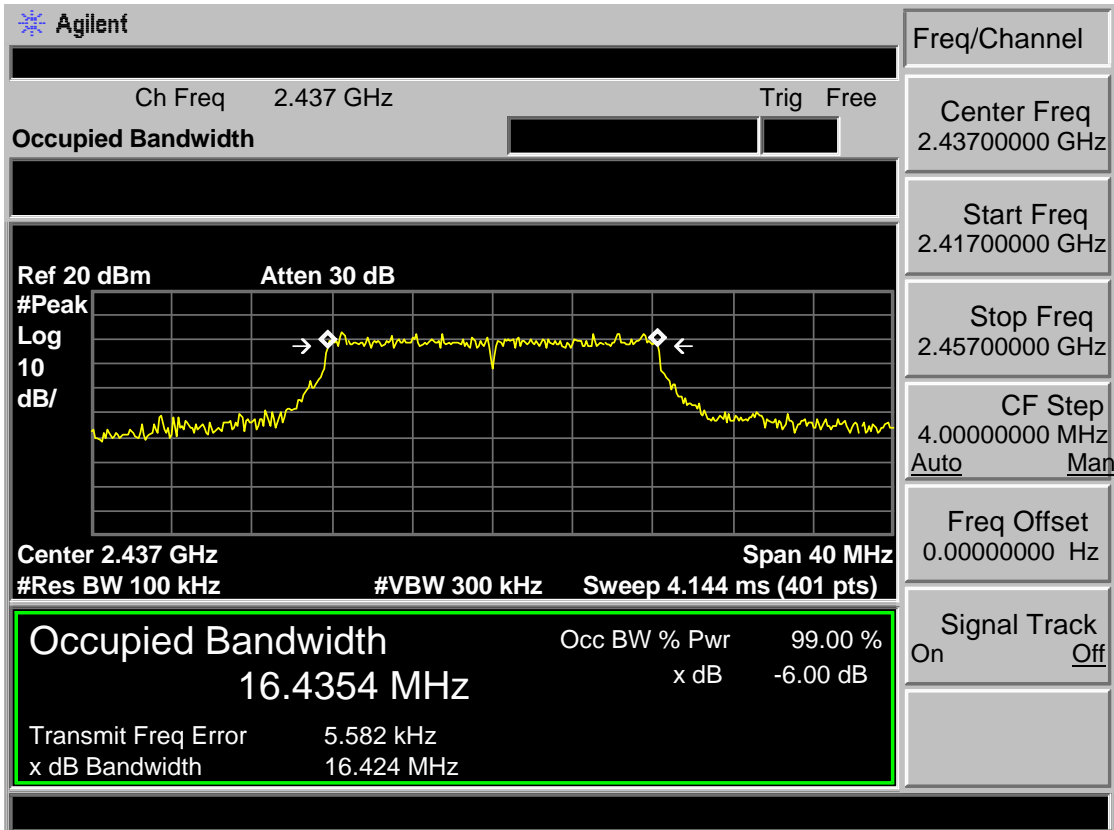 Agilent
Freq/Channel
Ch Freq 2.437 GHz Trig Free
Occupied Bandwidth
Center Freq
2.43700000 GHz
Start Freq
2.41700000 GHz
Stop Freq
2.45700000 GHz
CF Step
4.00000000 MHz
Auto Man
Freq Offset
0.00000000 Hz
Signal Track
On Off
Ref 20 dBm Atten 30 dB
#Peak
Log
10
dB/
Center 2.437 GHz Span 40 MHz
#Res BW 100 kHz #VBW 300 kHz Sweep 4.144 ms (401 pts)
Occupied Bandwidth Occ BW % Pwr 99.00 %
16.4354 MHz x dB -6.00 dB
Transmit Freq Error 5.582 kHz
x dB Bandwidth 16.424 MHz